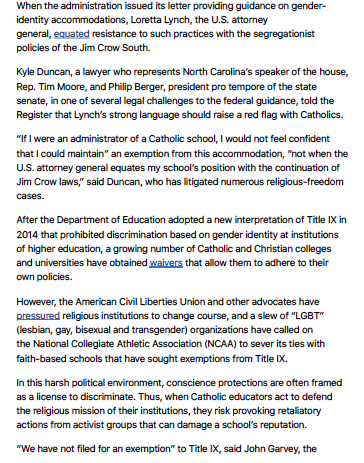 When the administration issued its letter providing guidance on gender-
identity accommodations, Loretta Lynch, the U.S. attorney
general, equated resistance to such practices with the segregationist
policies of the Jim Crow South.
Kyle Duncan, a lawyer who represents North Carolina's speaker of the house,
Rep. Tim Moore, and Philip Berger, president pro tempore of the state
senate, in one of several legal challenges to the federal guidance, told the
Register that Lynch's strong language should raise a red flag with Catholics.
"If I were an administrator of a Catholic school, I would not feel confident
that I could maintain" an exemption from this accommodation, "not when the
U.S. attorney general equates my school's position with the continuation of
Jim Crow laws," said Duncan, who has litigated numerous religious-freedom
cases.
After the Department of Education adopted a new interpretation of Title IX in
2014 that prohibited discrimination based on gender identity at institutions
of higher education, a growing number of Catholic and Christian colleges
and universities have obtained waivers that allow them to adhere to their
own policies.
However, the American Civil Liberties Union and other advocates have
pressured religious institutions to change course, and a slew of "LGBT"
(lesbian, gay, bisexual and transgender) organizations have called on
the National Collegiate Athletic Association (NCAA) to sever its ties with
faith-based schools that have sought exemptions from Title IX.
In this harsh political environment, conscience protections are often framed
as a license to discriminate. Thus, when Catholic educators act to defend
the religious mission of their institutions, they risk provoking retaliatory
actions from activist groups that can damage a school's reputation.
"We have not filed for an exemption" to Title IX, said John Garvey, the